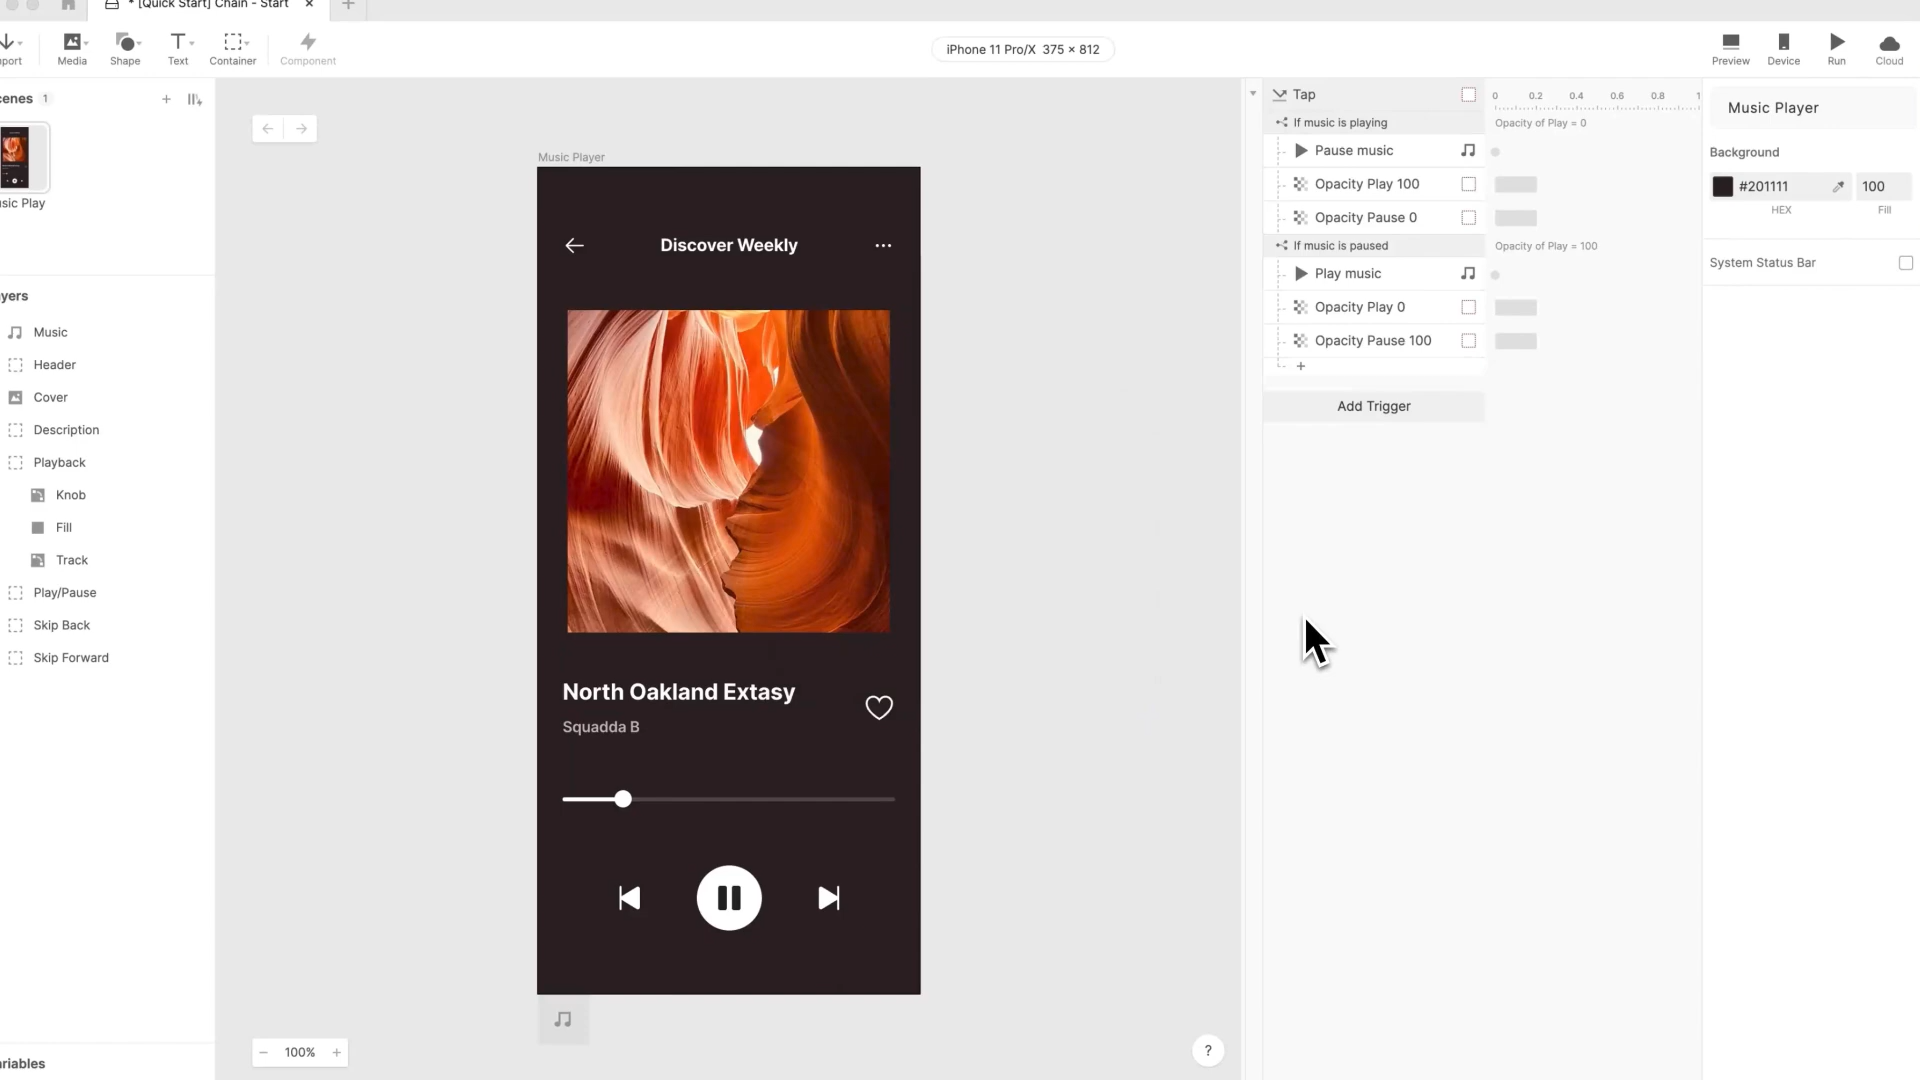 * [Quick Start] Chain - Start
port
Media
Shape
Text
Container
Component
iPhone 11 Pro/X 375 × 812
Preview
Device
Run
Cloud
cenes 1
sic Play
yers
Music
Header
Cover
Description
Playback
Knob
Fill
Track
Play/Pause
Skip Back
Skip Forward
ariables
Music Player
Discover Weekly
North Oakland Extasy
Squadda B
100%
?
Tap
0 0.2 0.4 0.6 0.8 1
If music is playing
Opacity of Play = 0
Pause music
Opacity Play 100
Opacity Pause 0
If music is paused
Opacity of Play = 100
Play music
Opacity Play 0
Opacity Pause 100
Add Trigger
Music Player
Background
#201111
100
HEX
Fill
System Status Bar